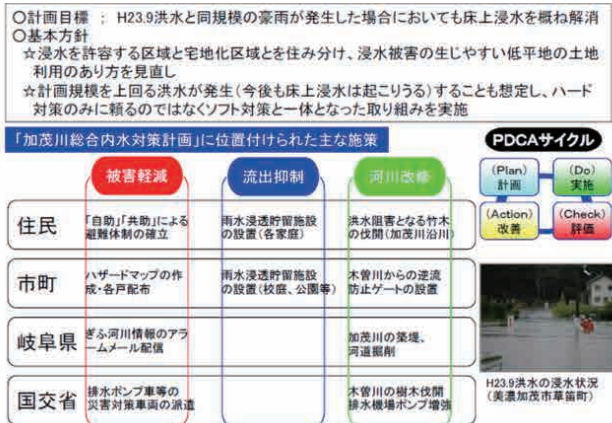 ○計画目標 : H23.9洪水と同規模の豪雨が発生した場合においても床上浸水を概ね解消
○基本方針
☆浸水を許容する区域と宅地化区域とを住み分け、浸水被害の生じやすい低平地の土地
利用のあり方を見直し
☆計画規模を上回る洪水が発生(今後も床上浸水は起こりうる)することも想定し、ハード
対策のみに頼るのではなくソフト対策と一体となった取り組みを実施
「加茂川総合内水対策計画」に位置付けられた主な施策
PDCAサイクル
被害軽減
流出抑制
河川改修
(Plan)
計画
(Do)
実施
(Action)
改善
(Check)
評価
住民
「自助」「共助」による
避難体制の確立
雨水浸透貯留施設
の設置(各家庭)
洪水阻害となる竹木
の伐開(加茂川沿川)
市町
ハザードマップの作
成・各戸配布
雨水浸透貯留施設
の設置(校庭、公園等)
木曽川からの逆流
防止ゲートの設置
岐阜県
ぎふ河川情報のアラ
ームメール配信
加茂川の築堤、
河道掘削
国交省
排水ポンプ車等の
災害対策車両の派遣
木曽川の樹木伐開
排水機場ポンプ増強
H23.9洪水の浸水状況
(美濃加茂市草笛町)